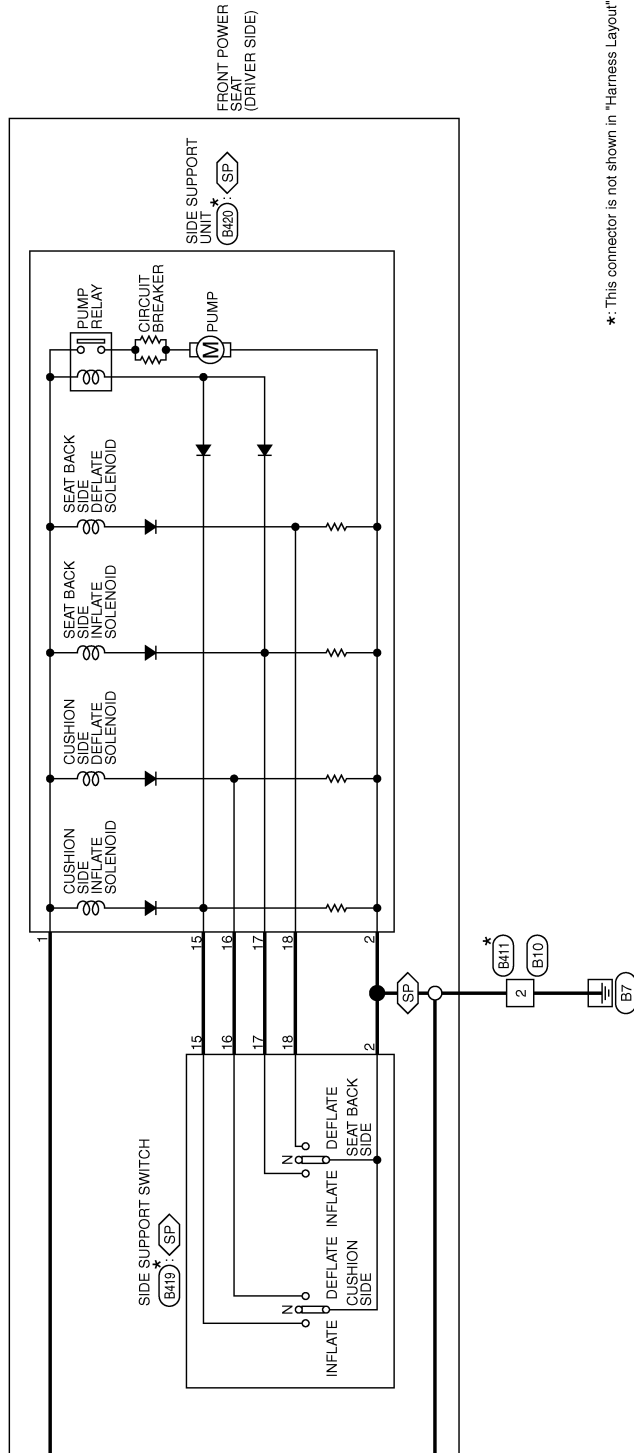 FRONT POWER
SEAT
(DRIVER SIDE)
SIDE SUPPORT
UNIT
B420 *: SP
PUMP
RELAY
CIRCUIT
BREAKER
M PUMP
SEAT BACK
SIDE
DEFLATE
SOLENOID
SEAT BACK
SIDE
INFLATE
SOLENOID
CUSHION
SIDE
DEFLATE
SOLENOID
CUSHION
SIDE
INFLATE
SOLENOID
1
15
16
17
18
2
15
16
17
18
2
SIDE SUPPORT SWITCH
B419 *: SP
N
INFLATE
DEFLATE
CUSHION
SIDE
N
INFLATE
DEFLATE
SEAT BACK
SIDE
SP
*
B411
2
B10
B7
*: This connector is not shown in "Harness Layout"